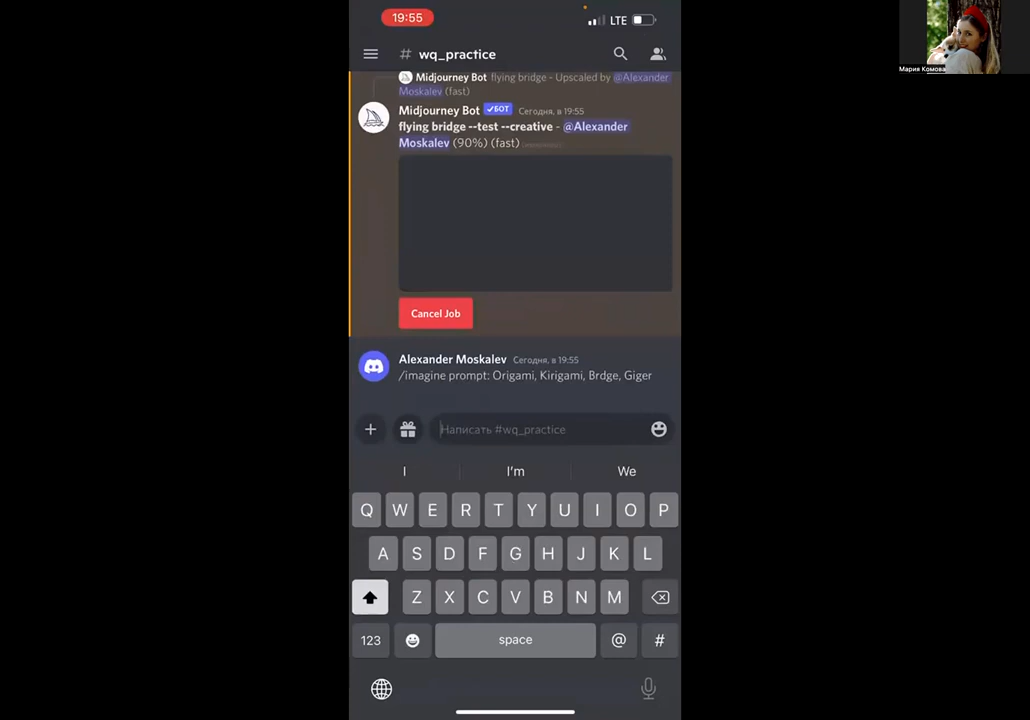 19:55
LTE
# wq_practice
Мария Комова
Midjourney Bot flying bridge - Upscaled by @Alexander
Moskalev (fast)
Midjourney Bot ✓БОТ Сегодня, в 19:55
flying bridge --test --creative - @Alexander
Moskalev (90%) (fast)
Cancel Job
Alexander Moskalev Сегодня, в 19:55
/imagine prompt: Origami, Kirigami, Brdge, Giger
Написать #wq_practice
I I'm We
Q W E R T Y U I O P
A S D F G H J K L
Z X C V B N M
123 space @ #